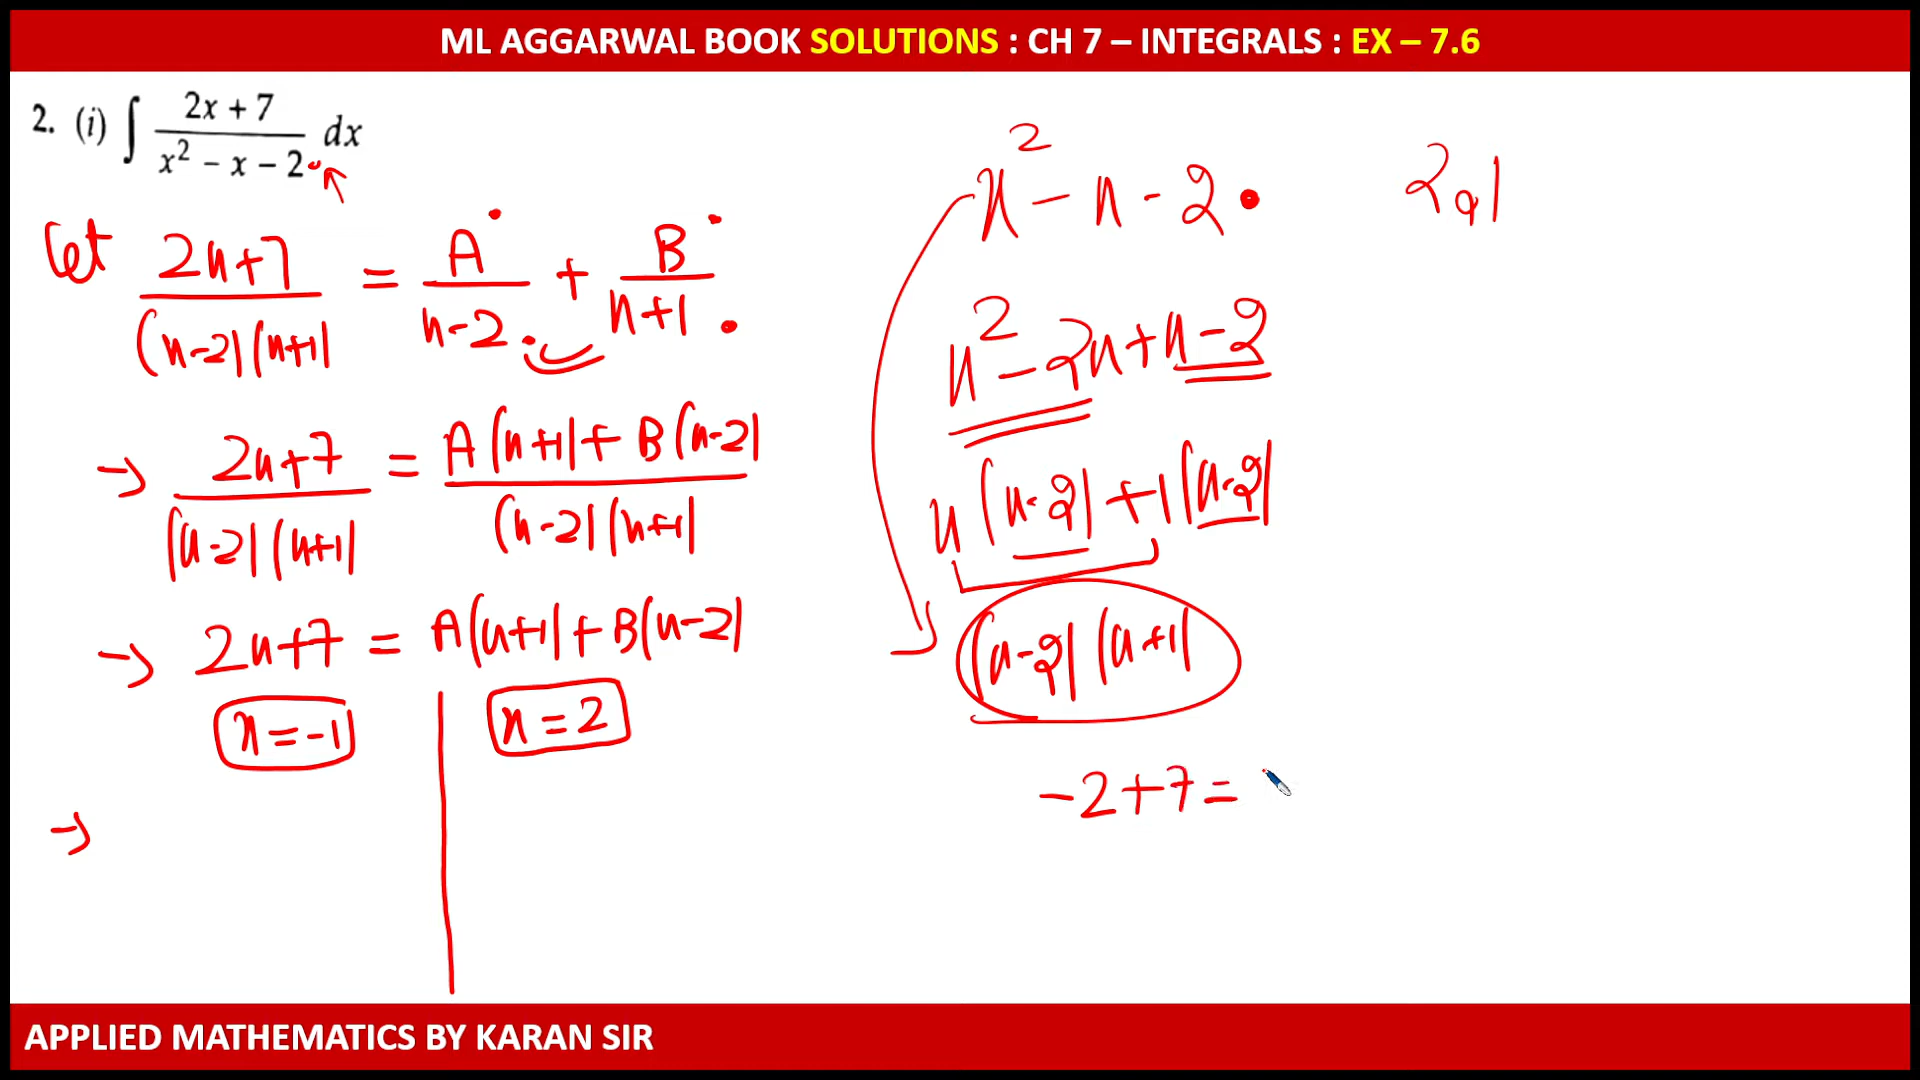 ML AGGARWAL BOOK SOLUTIONS : CH 7 – INTEGRALS : EX – 7.6
2. (i) ∫ (2x + 7)/(x² – x – 2) dx
Let (2x+7)/((x-2)(x+1)) = A/(x-2) + B/(x+1)
→ (2x+7)/((x-2)(x+1)) = (A(x+1)+B(x-2))/((x-2)(x+1))
→ 2x+7 = A(x+1)+B(x-2)
x=-1
x=2
→
x²-x-2
2,1
x²-2x+x-2
x(x-2)+1(x-2)
(x-2)(x+1)
-2+7=
APPLIED MATHEMATICS BY KARAN SIR